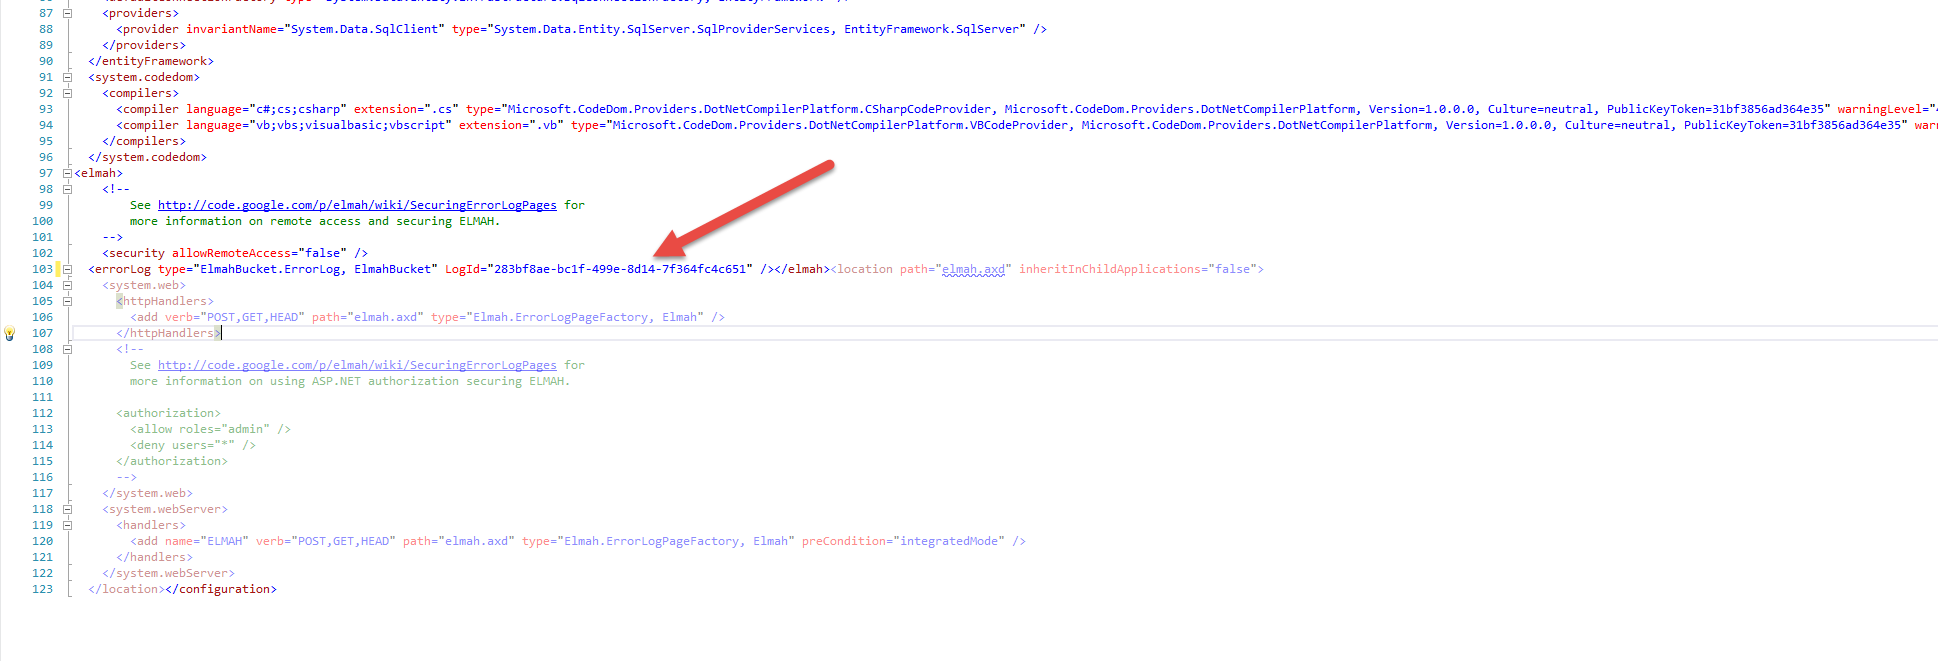 87 <providers>
88 <provider invariantName="System.Data.SqlClient" type="System.Data.Entity.SqlServer.SqlProviderServices, EntityFramework.SqlServer" />
89 </providers>
90 </entityFramework>
91 <system.codedom>
92 <compilers>
93 <compiler language="c#;cs;csharp" extension=".cs" type="Microsoft.CodeDom.Providers.DotNetCompilerPlatform.CSharpCodeProvider, Microsoft.CodeDom.Providers.DotNetCompilerPlatform, Version=1.0.0.0, Culture=neutral, PublicKeyToken=31bf3856ad364e35" warningLevel="
94 <compiler language="vb;vbs;visualbasic;vbscript" extension=".vb" type="Microsoft.CodeDom.Providers.DotNetCompilerPlatform.VBCodeProvider, Microsoft.CodeDom.Providers.DotNetCompilerPlatform, Version=1.0.0.0, Culture=neutral, PublicKeyToken=31bf3856ad364e35" warn
95 </compilers>
96 </system.codedom>
97 <elmah>
98 <!--
99 See http://code.google.com/p/elmah/wiki/SecuringErrorLogPages for
100 more information on remote access and securing ELMAH.
101 -->
102 <security allowRemoteAccess="false" />
103 <errorLog type="ElmahBucket.ErrorLog, ElmahBucket" LogId="283bf8ae-bc1f-499e-8d14-7f364fc4c651" /></elmah><location path="elmah.axd" inheritInChildApplications="false">
104 <system.web>
105 <httpHandlers>
106 <add verb="POST,GET,HEAD" path="elmah.axd" type="Elmah.ErrorLogPageFactory, Elmah" />
107 </httpHandlers>
108 <!--
109 See http://code.google.com/p/elmah/wiki/SecuringErrorLogPages for
110 more information on using ASP.NET authorization securing ELMAH.
111
112 <authorization>
113 <allow roles="admin" />
114 <deny users="*" />
115 </authorization>
116 -->
117 </system.web>
118 <system.webServer>
119 <handlers>
120 <add name="ELMAH" verb="POST,GET,HEAD" path="elmah.axd" type="Elmah.ErrorLogPageFactory, Elmah" preCondition="integratedMode" />
121 </handlers>
122 </system.webServer>
123 </location></configuration>